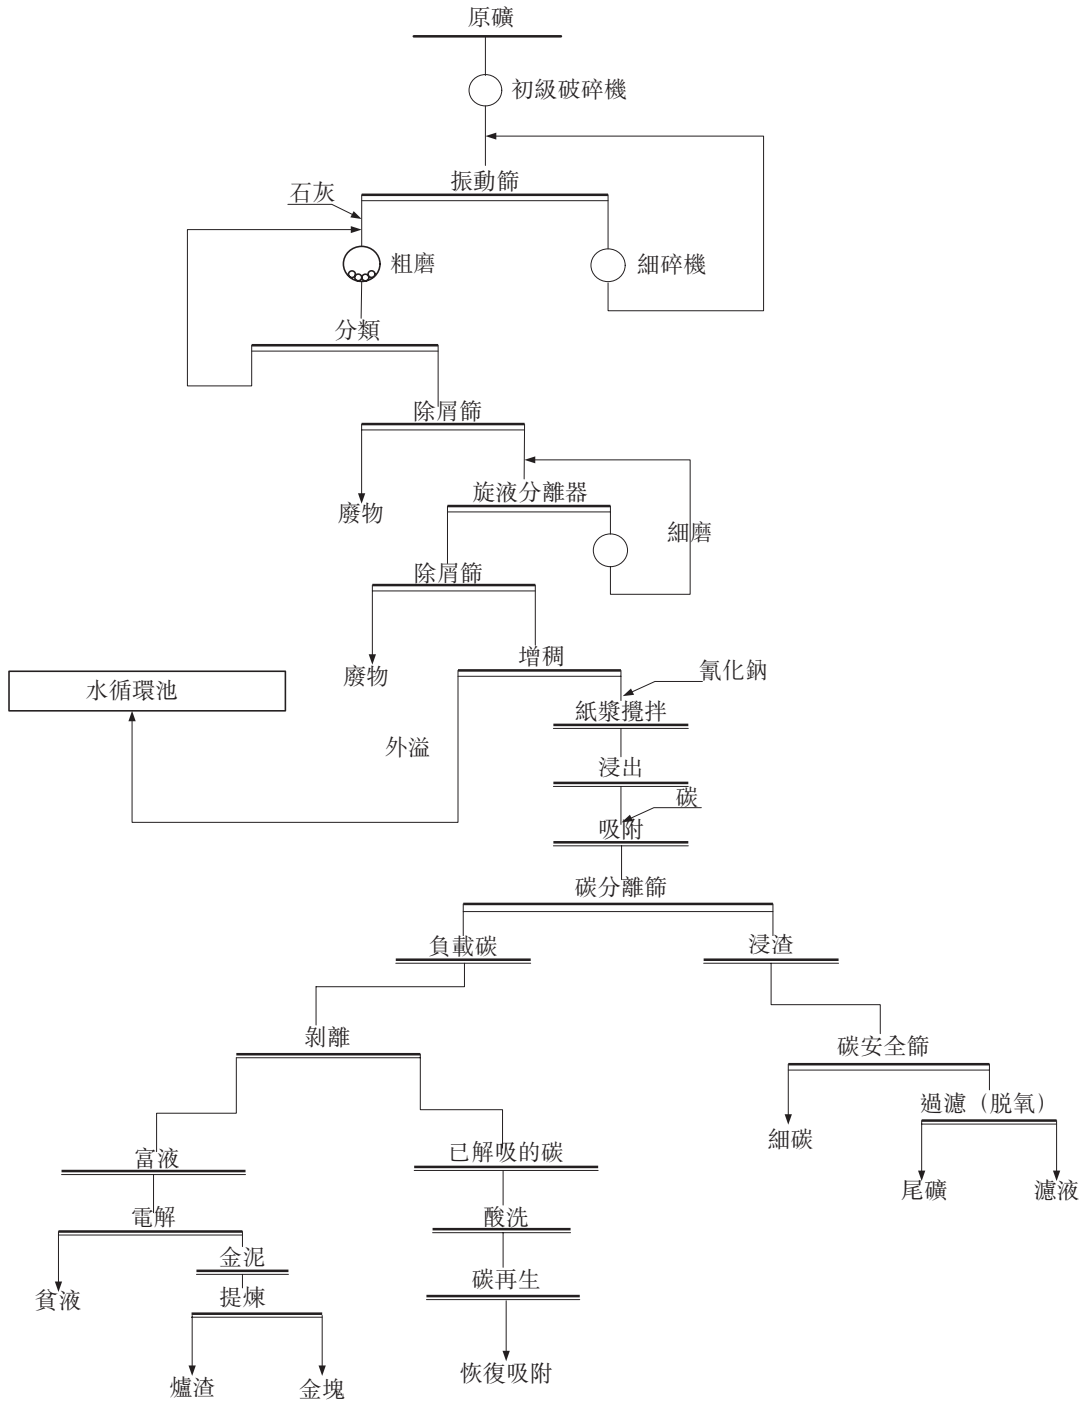 原礦
初級破碎機
振動篩
石灰
粗磨
細碎機
分類
除屑篩
廢物
旋液分離器
細磨
除屑篩
廢物
增稠
氰化鈉
水循環池
紙漿攪拌
外溢
浸出
碳
吸附
碳分離篩
負載碳
浸渣
剝離
碳安全篩
過濾（脱氧）
細碳
富液
已解吸的碳
尾礦
濾液
電解
酸洗
金泥
碳再生
貧液
提煉
恢復吸附
爐渣
金塊